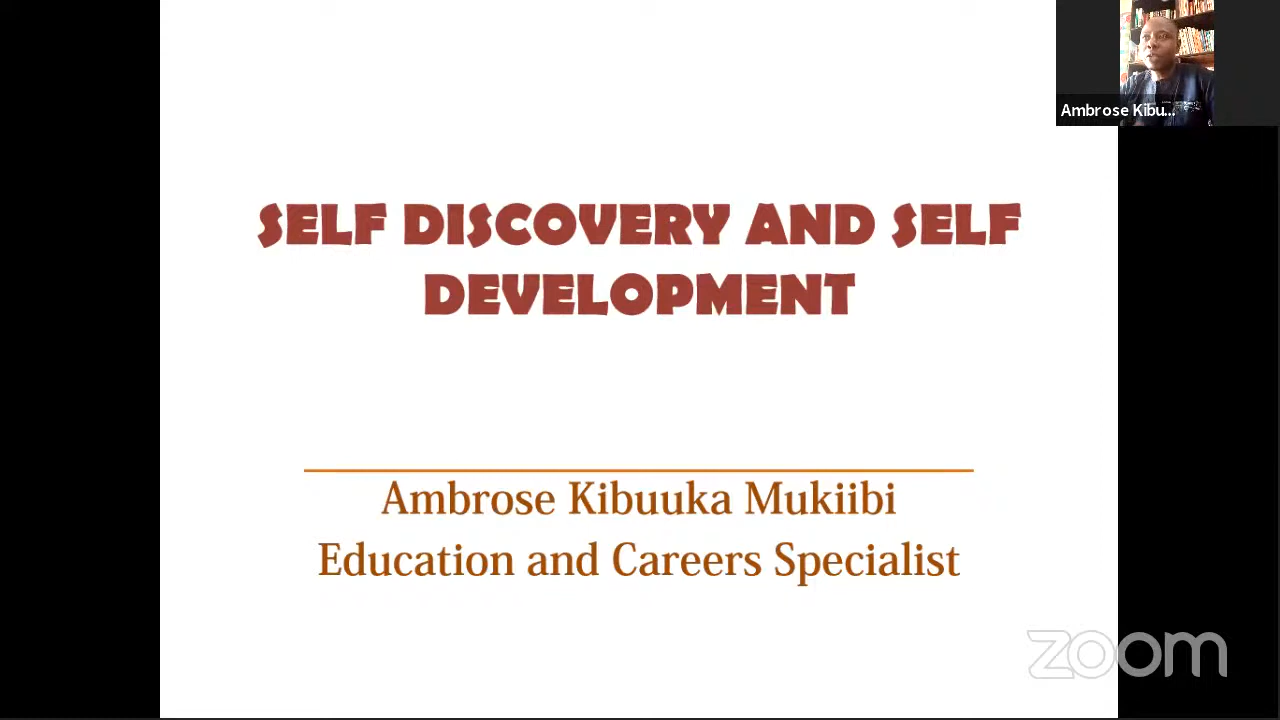 Ambrose Kibu...
SELF DISCOVERY AND SELF
DEVELOPMENT
Ambrose Kibuuka Mukiibi
Education and Careers Specialist
zoom